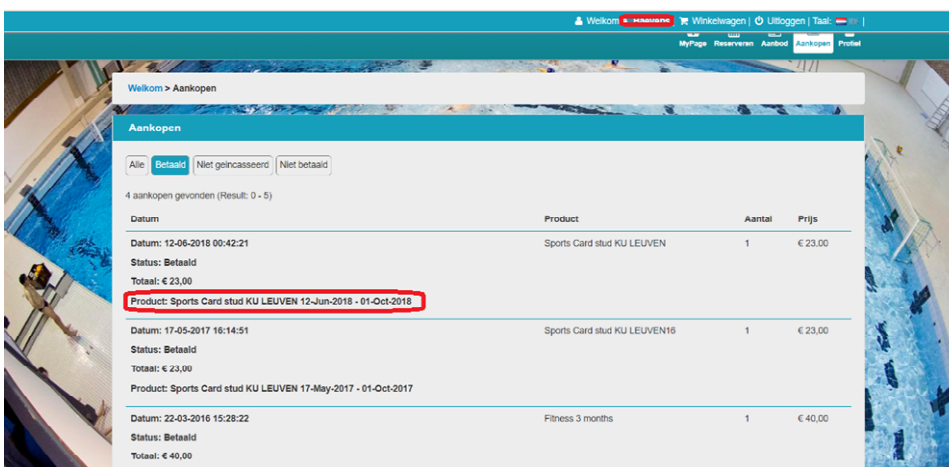 Welkom Winkelwagen | Uitloggen | Taal: |
MyPage Reserveren Aanbod Aankopen Profiel
Welkom > Aankopen
Aankopen
Alle Betaald Niet geincasseerd Niet betaald
4 aankopen gevonden (Result: 0 - 5)
Datum Product Aantal Prijs
Datum: 12-06-2018 00:42:21 Sports Card stud KU LEUVEN 1 € 23,00
Status: Betaald
Totaal: € 23,00
Product: Sports Card stud KU LEUVEN 12-Jun-2018 - 01-Oct-2018
Datum: 17-05-2017 16:14:51 Sports Card stud KU LEUVEN16 1 € 23,00
Status: Betaald
Totaal: € 23,00
Product: Sports Card stud KU LEUVEN 17-May-2017 - 01-Oct-2017
Datum: 22-03-2016 15:28:22 Fitness 3 months 1 € 40,00
Status: Betaald
Totaal: € 40,00